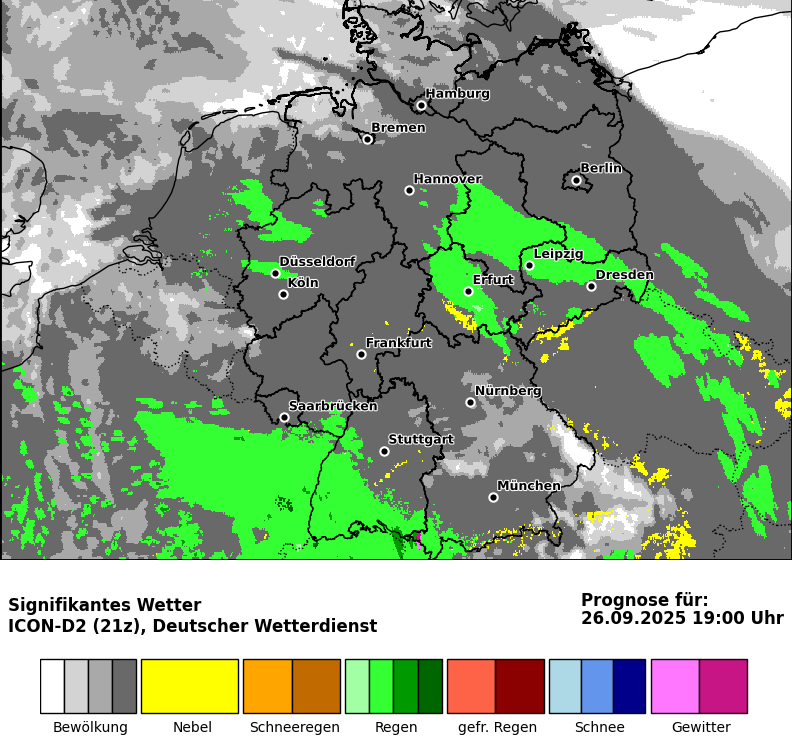 Hamburg
Bremen
Berlin
Hannover
Leipzig
Düsseldorf
Dresden
Köln
Erfurt
Frankfurt
Nürnberg
Saarbrücken
Stuttgart
München
Signifikantes Wetter
ICON-D2 (21z), Deutscher Wetterdienst
Prognose für:
26.09.2025 19:00 Uhr
Bewölkung Nebel Schneeregen Regen gefr. Regen Schnee Gewitter